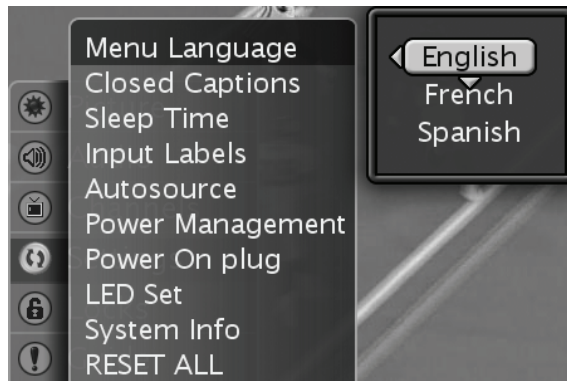 Menu Language
Closed Captions
Sleep Time
Input Labels
Autosource
Power Management
Power On plug
LED Set
System Info
RESET ALL
English
French
Spanish